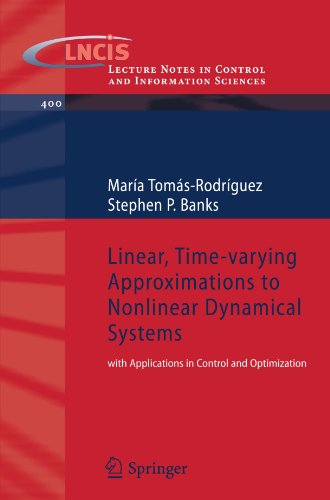 LNCIS
LECTURE NOTES IN CONTROL
AND INFORMATION SCIENCES
400
María Tomás-Rodríguez
Stephen P. Banks
Linear, Time-varying
Approximations to
Nonlinear Dynamical
Systems
with Applications in Control and Optimization
Springer